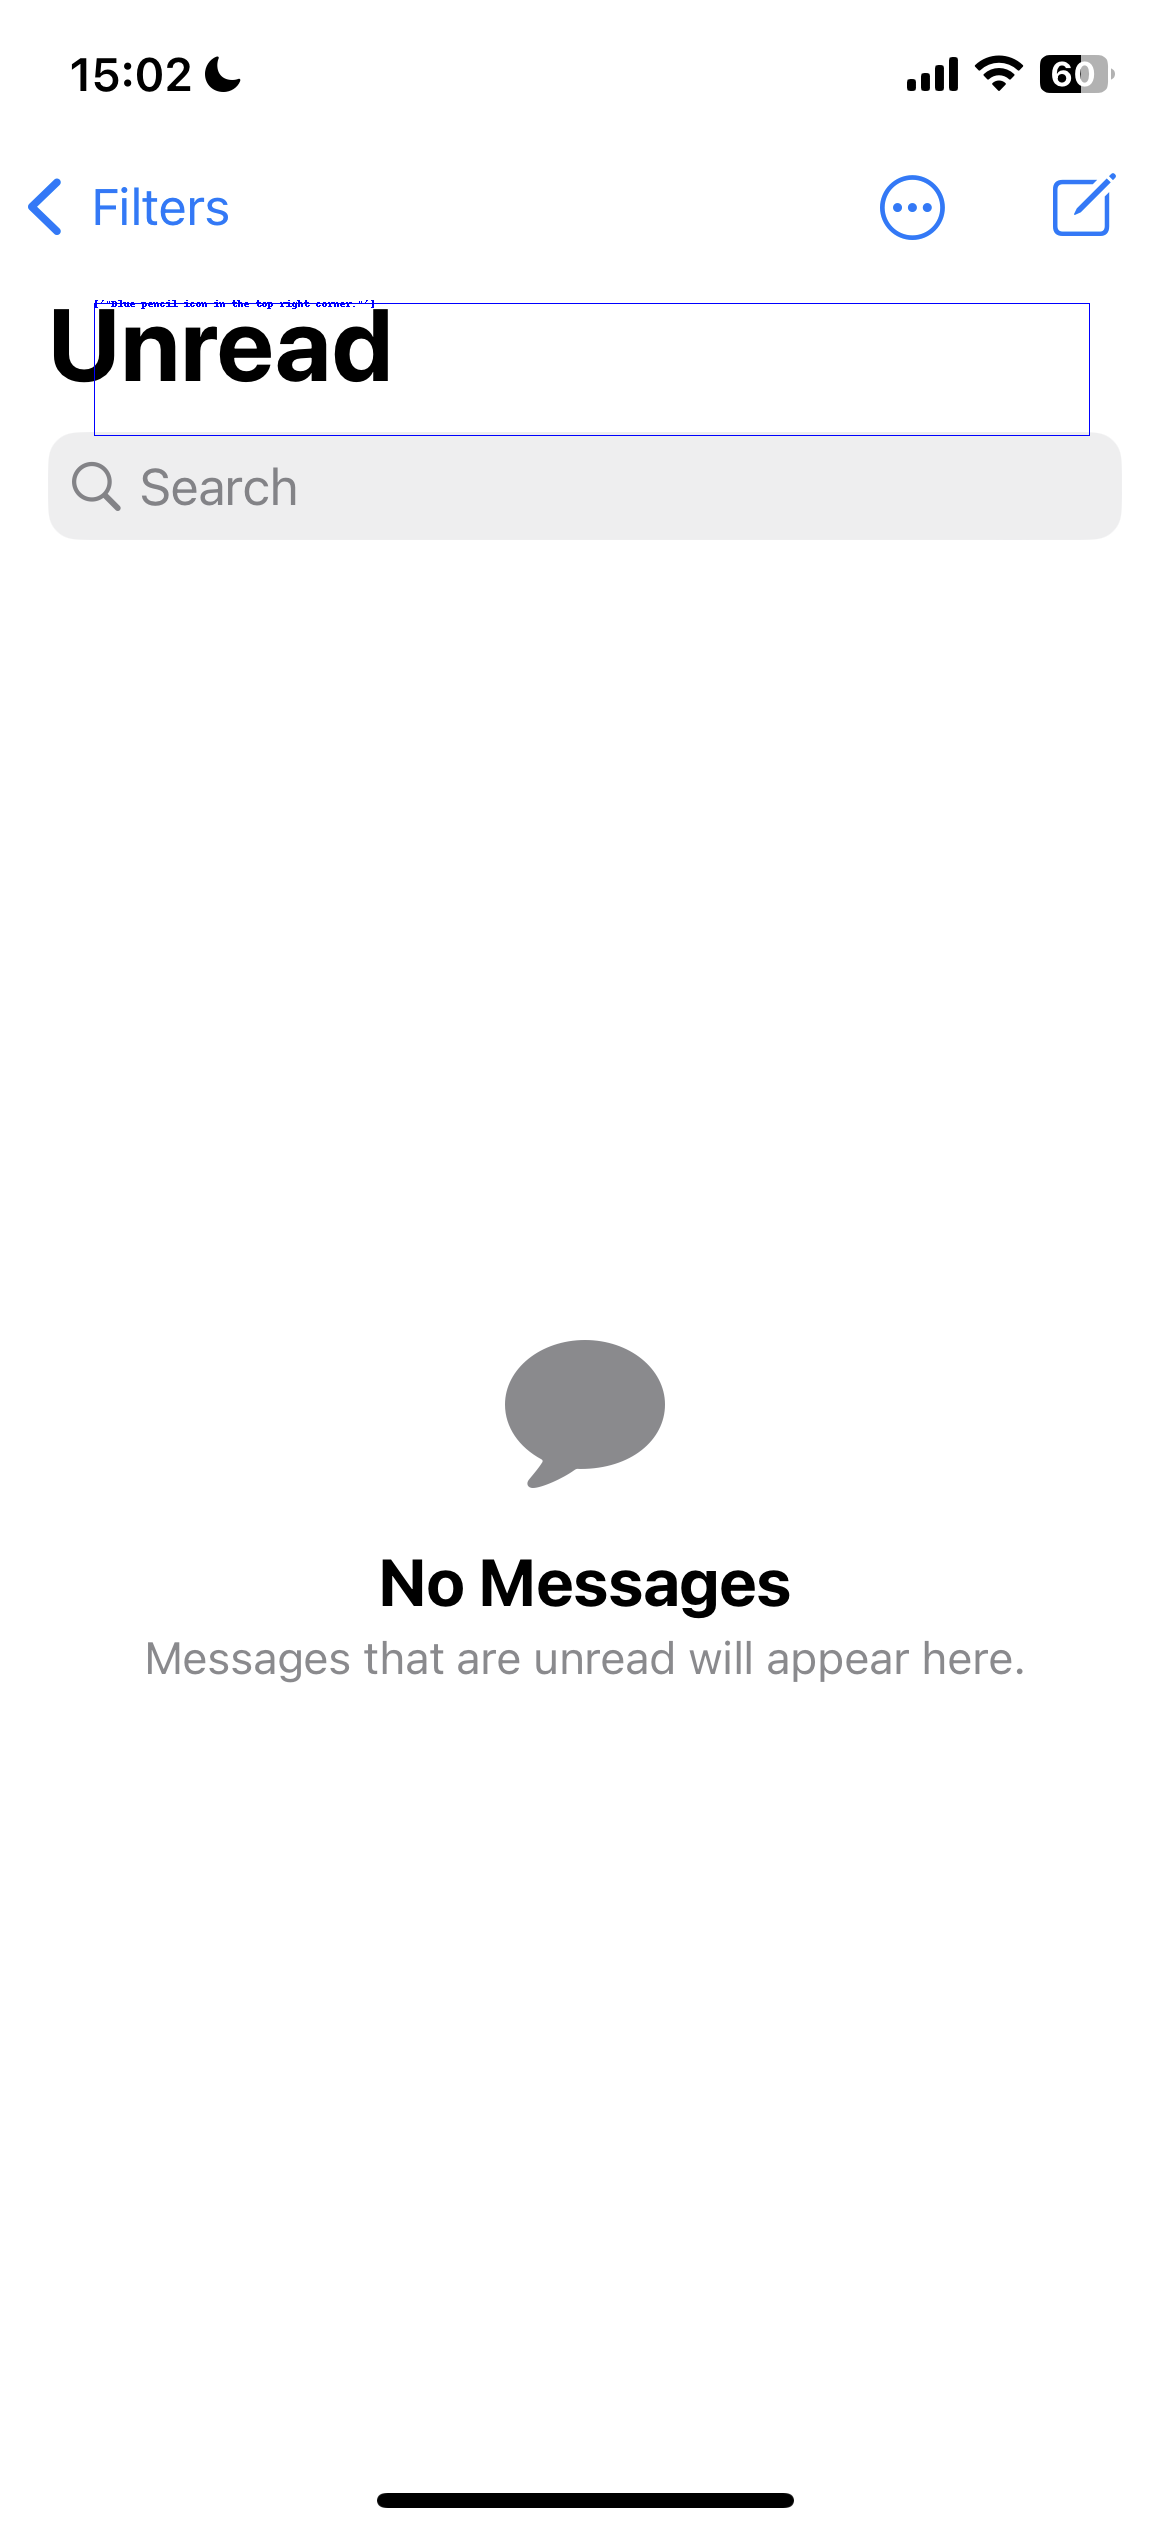 15:02
60
Filters
["Blue pencil icon in the top right corner."]
Unread
Search
No Messages
Messages that are unread will appear here.